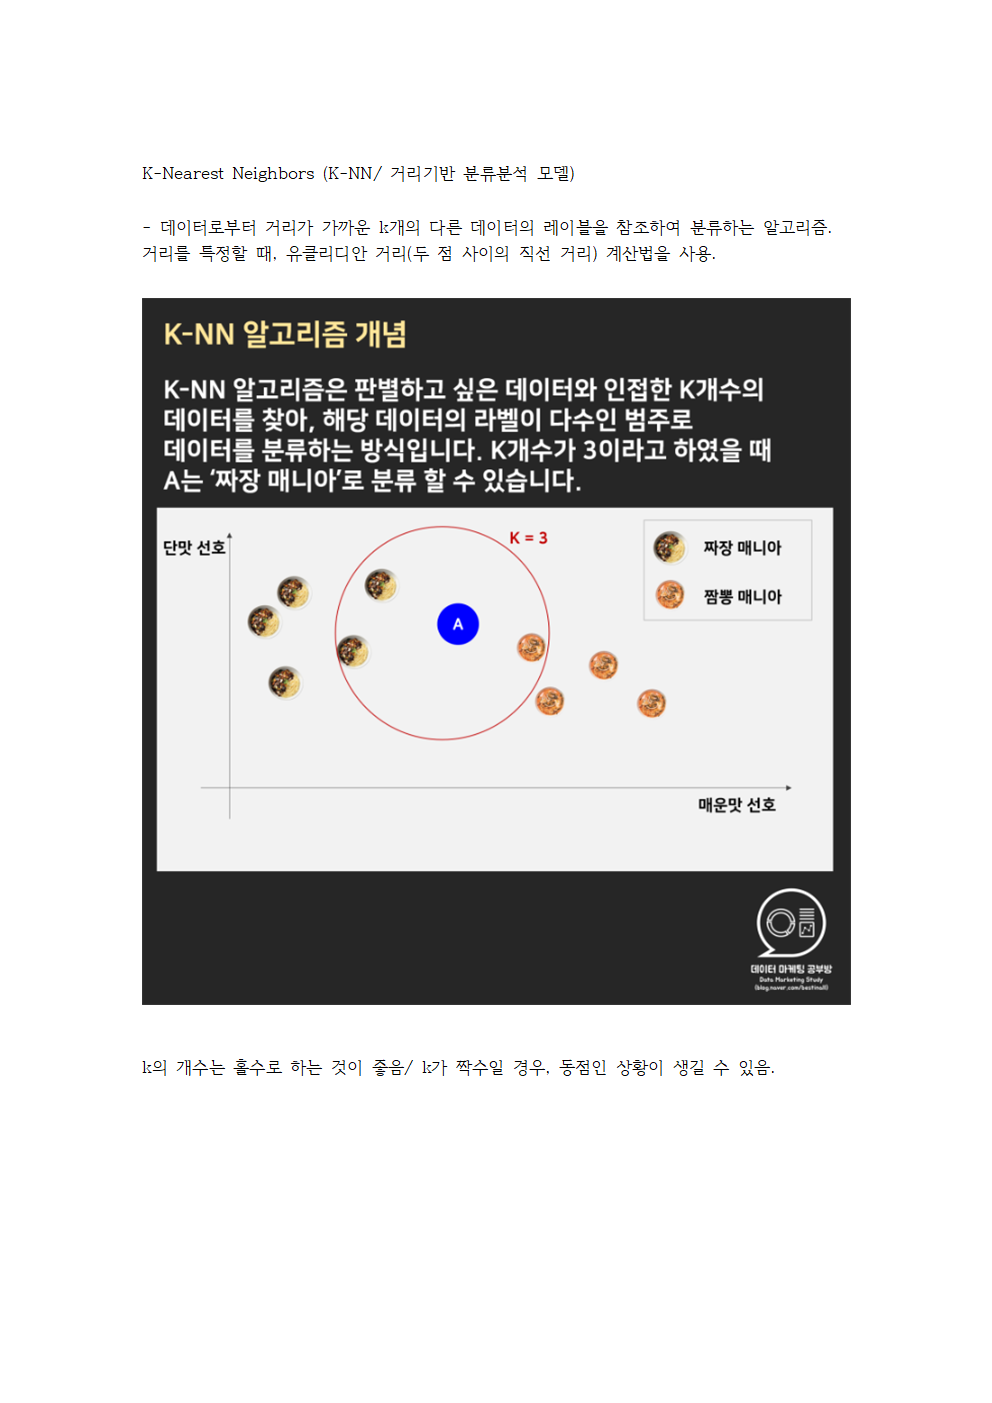 K-Nearest Neighbors (K-NN/ 거리기반 분류분석 모델)
- 데이터로부터 거리가 가까운 k개의 다른 데이터의 레이블을 참조하여 분류하는 알고리즘.
거리를 특정할 때, 유클리디안 거리(두 점 사이의 직선 거리) 계산법을 사용.
K-NN 알고리즘 개념
K-NN 알고리즘은 판별하고 싶은 데이터와 인접한 K개수의
데이터를 찾아, 해당 데이터의 라벨이 다수인 범주로
데이터를 분류하는 방식입니다. K개수가 3이라고 하였을 때
A는 ‘짜장 매니아’로 분류 할 수 있습니다.
단맛 선호
K = 3
짜장 매니아
짬뽕 매니아
A
매운맛 선호
데이터 마케팅 공부방
Data Marketing Study
(blog.naver.com/bestinall)
k의 개수는 홀수로 하는 것이 좋음/ k가 짝수일 경우, 동점인 상황이 생길 수 있음.